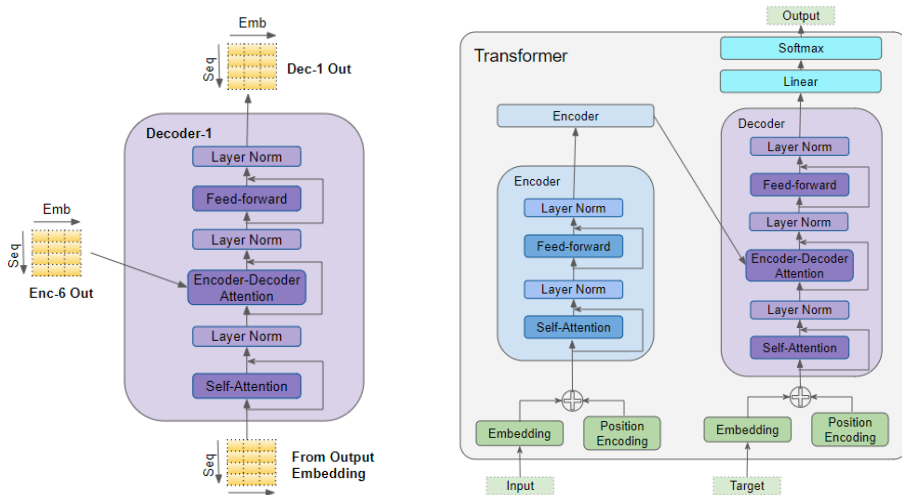 Emb
Seq
Dec-1 Out
Decoder-1
Layer Norm
Feed-forward
Layer Norm
Encoder-Decoder
Attention
Layer Norm
Self-Attention
Emb
Seq
Enc-6 Out
Seq
From Output
Embedding
Output
Transformer
Softmax
Linear
Encoder
Encoder
Layer Norm
Feed-forward
Layer Norm
Self-Attention
Decoder
Layer Norm
Feed-forward
Layer Norm
Encoder-Decoder
Attention
Layer Norm
Self-Attention
Embedding
Position
Encoding
Embedding
Position
Encoding
Input
Target